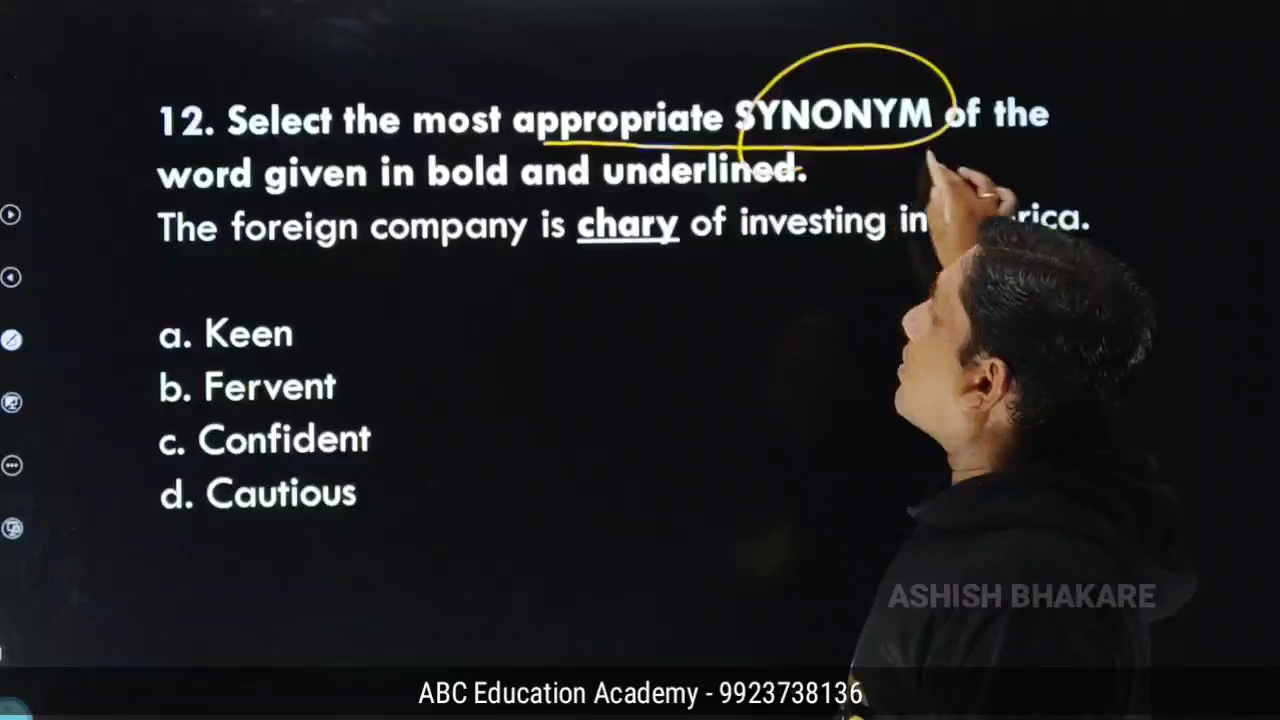 12. Select the most appropriate SYNONYM of the
word given in bold and underlined.
The foreign company is chary of investing in rica.
a. Keen
b. Fervent
c. Confident
d. Cautious
ASHISH BHAKARE
ABC Education Academy - 9923738136